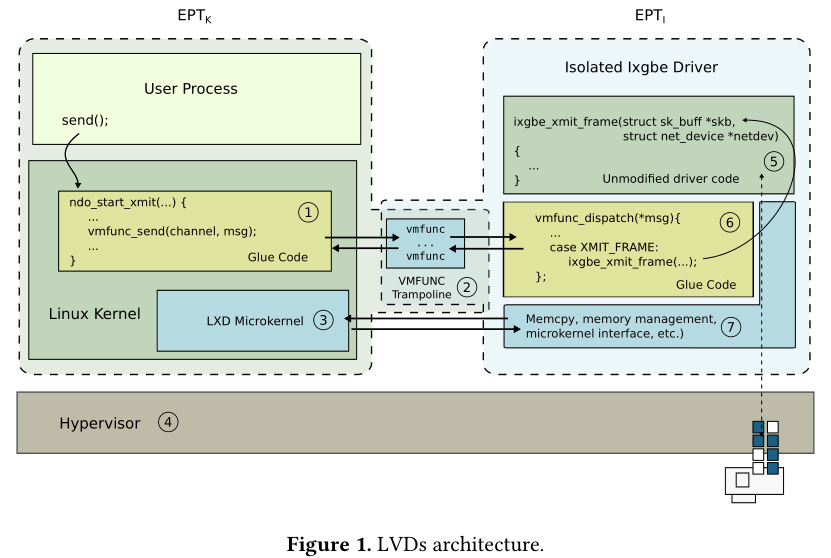 EPTK
EPTI
User Process
send();
ndo_start_xmit(...) {
...
vmfunc_send(channel, msg);
...
}
Glue Code
1
Linux Kernel
LXD Microkernel
3
vmfunc
...
vmfunc
VMFUNC
Trampoline
2
Isolated Ixgbe Driver
ixgbe_xmit_frame(struct sk_buff *skb,
struct net_device *netdev)
{
...
}
Unmodified driver code
5
vmfunc_dispatch(*msg){
...
case XMIT_FRAME:
ixgbe_xmit_frame(...);
};
Glue Code
6
Memcpy, memory management,
microkernel interface, etc.)
7
Hypervisor
4
Figure 1. LVDs architecture.